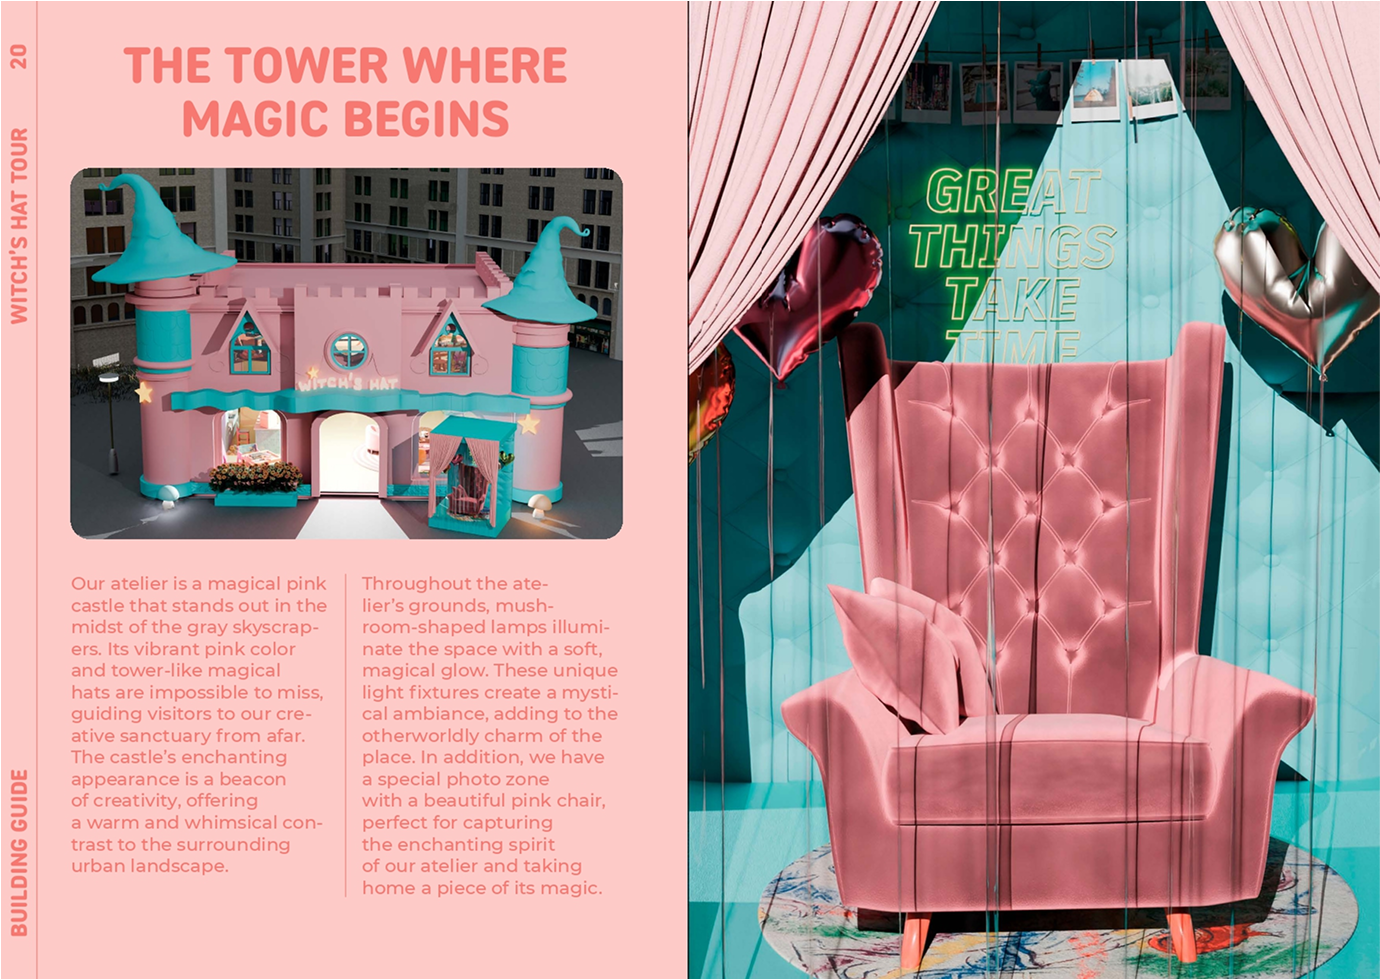 20
WITCH'S HAT TOUR
BUILDING GUIDE
THE TOWER WHERE
MAGIC BEGINS
WITCH'S HAT
Our atelier is a magical pink
castle that stands out in the
midst of the gray skyscrap-
ers. Its vibrant pink color
and tower-like magical
hats are impossible to miss,
guiding visitors to our cre-
ative sanctuary from afar.
The castle's enchanting
appearance is a beacon
of creativity, offering
a warm and whimsical con-
trast to the surrounding
urban landscape.
Throughout the ate-
lier's grounds, mush-
room-shaped lamps illumi-
nate the space with a soft,
magical glow. These unique
light fixtures create a mysti-
cal ambiance, adding to the
otherworldly charm of the
place. In addition, we have
a special photo zone
with a beautiful pink chair,
perfect for capturing
the enchanting spirit
of our atelier and taking
home a piece of its magic.
GREAT
THINGS
TAKE
TIME